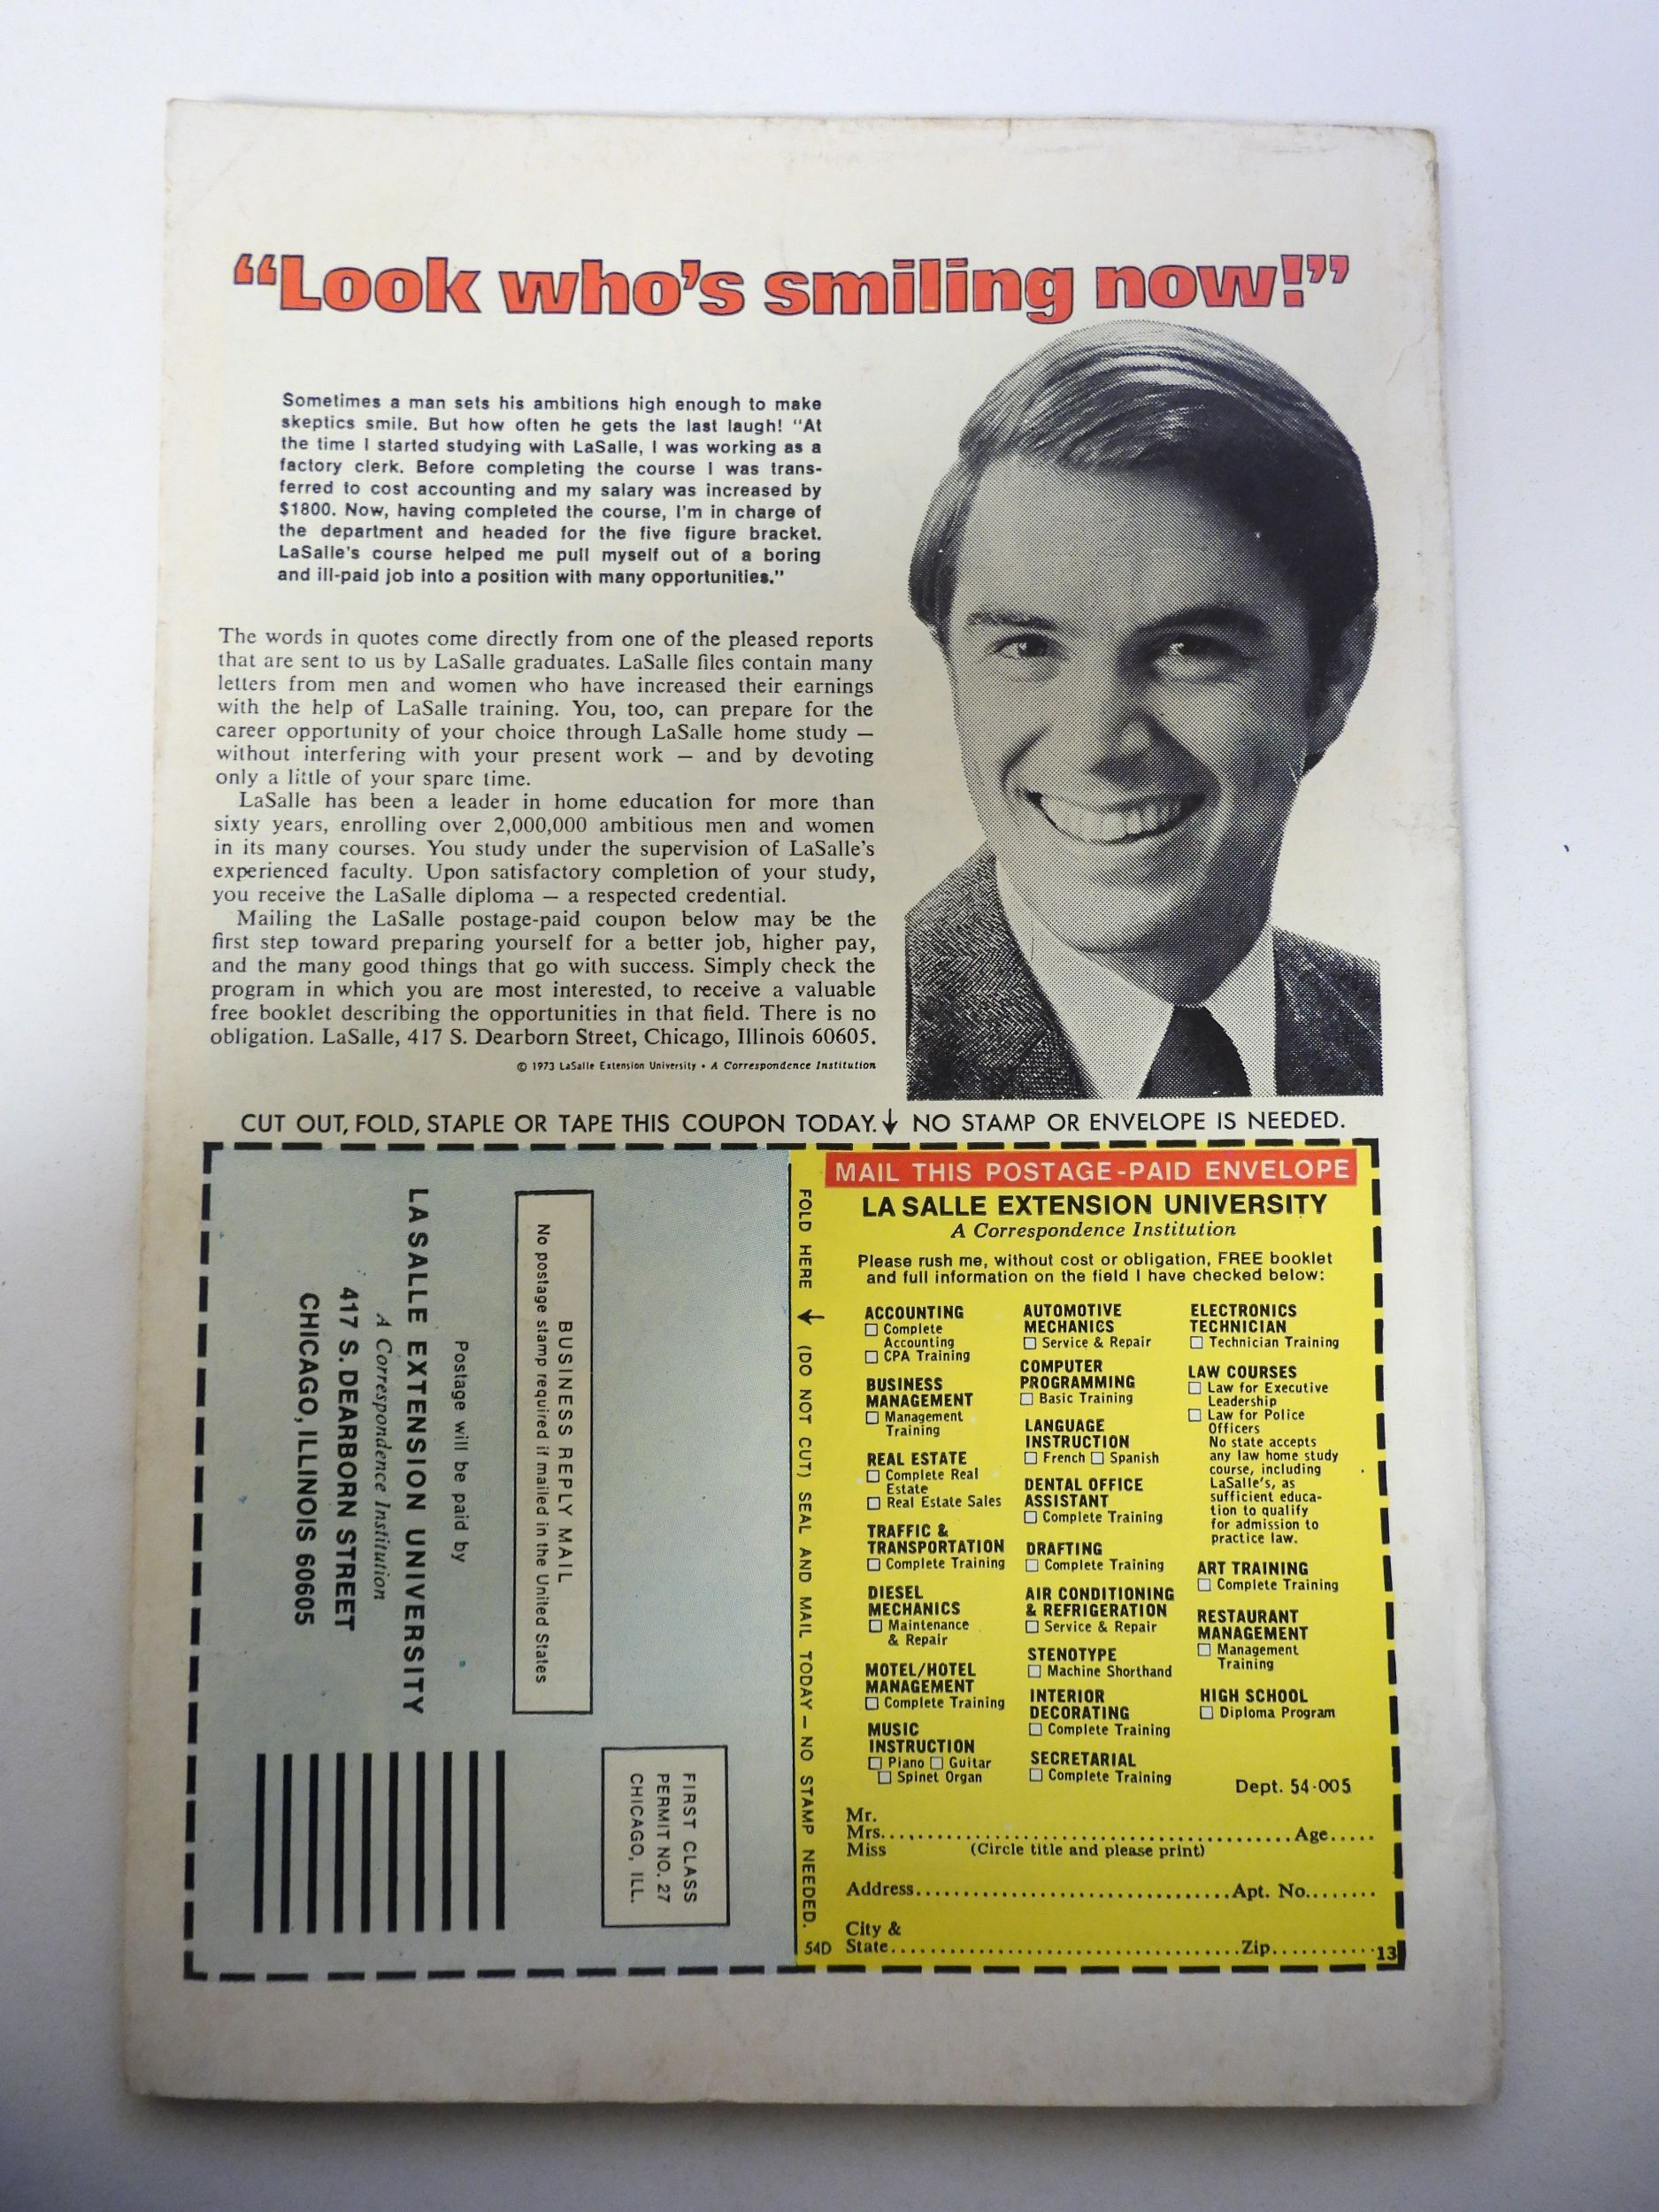 “Look who’s smiling now!”
Sometimes a man sets his ambitions high enough to make
skeptics smile. But how often he gets the last laugh! “At
the time I started studying with LaSalle, I was working as a
factory clerk. Before completing the course I was trans-
ferred to cost accounting and my salary was increased by
$1800. Now, having completed the course, I’m in charge of
the department and headed for the five figure bracket.
LaSalle’s course helped me pull myself out of a boring
and ill-paid job into a position with many opportunities.”
The words in quotes come directly from one of the pleased reports
that are sent to us by LaSalle graduates. LaSalle files contain many
letters from men and women who have increased their earnings
with the help of LaSalle training. You, too, can prepare for the
career opportunity of your choice through LaSalle home study —
without interfering with your present work — and by devoting
only a little of your spare time.
LaSalle has been a leader in home education for more than
sixty years, enrolling over 2,000,000 ambitious men and women
in its many courses. You study under the supervision of LaSalle’s
experienced faculty. Upon satisfactory completion of your study,
you receive the LaSalle diploma — a respected credential.
Mailing the LaSalle postage-paid coupon below may be the
first step toward preparing yourself for a better job, higher pay,
and the many good things that go with success. Simply check the
program in which you are most interested, to receive a valuable
free booklet describing the opportunities in that field. There is no
obligation. LaSalle, 417 S. Dearborn Street, Chicago, Illinois 60605.
© 1973 LaSalle Extension University • A Correspondence Institution
CUT OUT, FOLD, STAPLE OR TAPE THIS COUPON TODAY.↓ NO STAMP OR ENVELOPE IS NEEDED.
BUSINESS REPLY MAIL
No postage stamp required if mailed in the United States
Postage will be paid by
LA SALLE EXTENSION UNIVERSITY
A Correspondence Institution
417 S. DEARBORN STREET
CHICAGO, ILLINOIS 60605
FIRST CLASS
PERMIT NO. 27
CHICAGO, ILL.
FOLD HERE ↓ (DO NOT CUT) SEAL AND MAIL TODAY — NO STAMP NEEDED.
54D
MAIL THIS POSTAGE-PAID ENVELOPE
LA SALLE EXTENSION UNIVERSITY
A Correspondence Institution
Please rush me, without cost or obligation, FREE booklet
and full information on the field I have checked below:
ACCOUNTING
☐ Complete
Accounting
☐ CPA Training
BUSINESS
MANAGEMENT
☐ Management
Training
REAL ESTATE
☐ Complete Real
Estate
☐ Real Estate Sales
TRAFFIC &
TRANSPORTATION
☐ Complete Training
DIESEL
MECHANICS
☐ Maintenance
& Repair
MOTEL/HOTEL
MANAGEMENT
☐ Complete Training
MUSIC
INSTRUCTION
☐ Piano ☐ Guitar
☐ Spinet Organ
AUTOMOTIVE
MECHANICS
☐ Service & Repair
COMPUTER
PROGRAMMING
☐ Basic Training
LANGUAGE
INSTRUCTION
☐ French ☐ Spanish
DENTAL OFFICE
ASSISTANT
☐ Complete Training
DRAFTING
☐ Complete Training
AIR CONDITIONING
& REFRIGERATION
☐ Service & Repair
STENOTYPE
☐ Machine Shorthand
INTERIOR
DECORATING
☐ Complete Training
SECRETARIAL
☐ Complete Training
ELECTRONICS
TECHNICIAN
☐ Technician Training
LAW COURSES
☐ Law for Executive
Leadership
☐ Law for Police
Officers
No state accepts
any law home study
course, including
LaSalle’s, as
sufficient educa-
tion to qualify
for admission to
practice law.
ART TRAINING
☐ Complete Training
RESTAURANT
MANAGEMENT
☐ Management
Training
HIGH SCHOOL
☐ Diploma Program
Dept. 54-005
Mr.
Mrs. Age
Miss (Circle title and please print)
Address Apt. No.
City &
State Zip 13